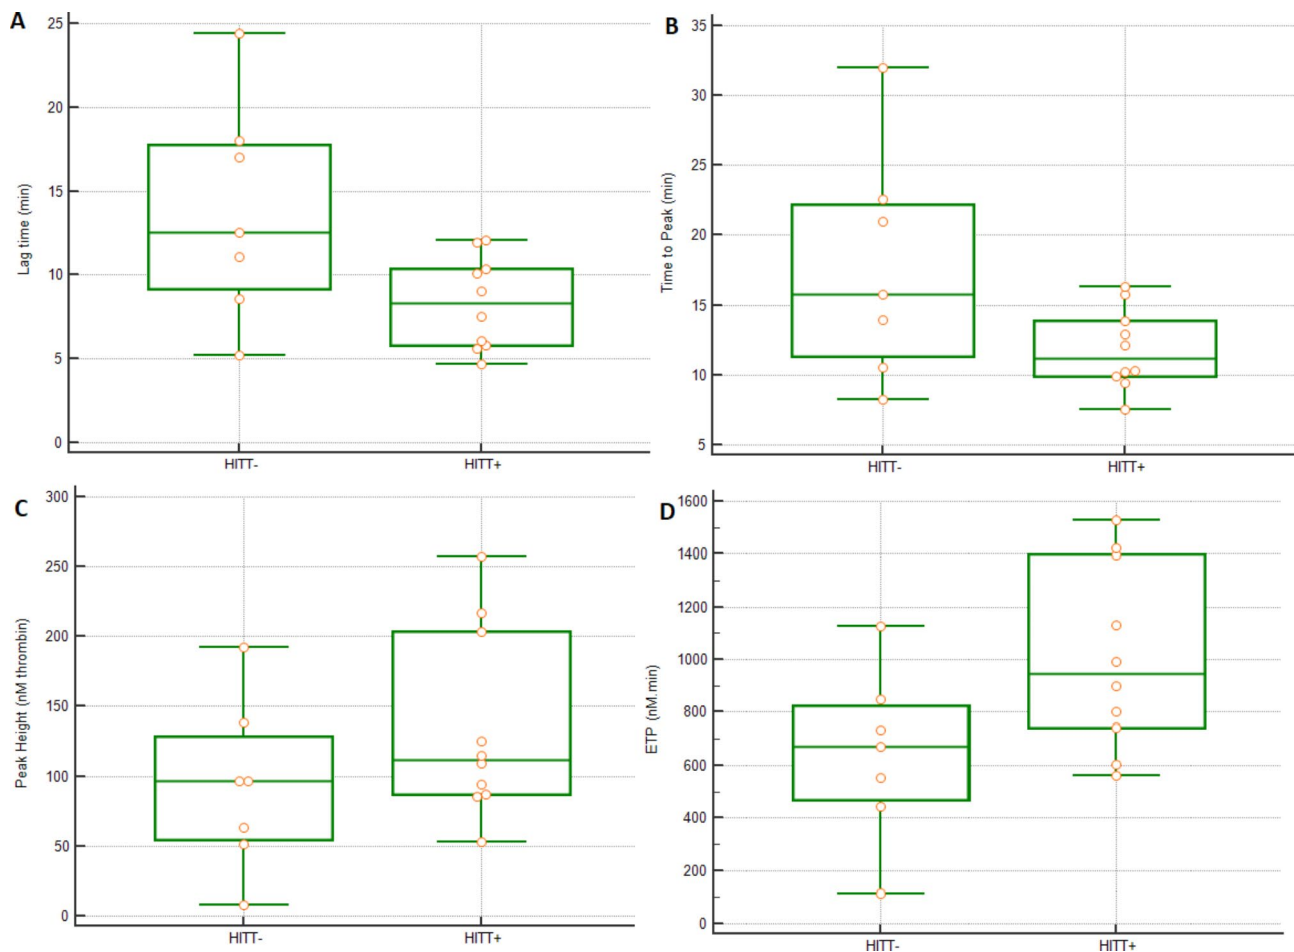 A
25
20
15
10
5
0
Lag time (min)
HITT-
HITT+
B
35
30
25
20
15
10
5
Time to Peak (min)
HITT-
HITT+
C
300
250
200
150
100
50
0
Peak Height (nM thrombin)
HITT-
HITT+
D
1600
1400
1200
1000
800
600
400
200
0
ETP (nM.min)
HITT-
HITT+